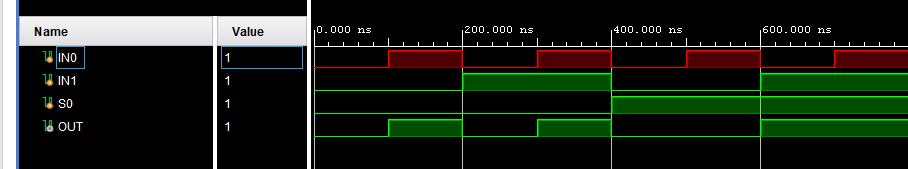 Name Value
0.000 ns 200.000 ns 400.000 ns 600.000 ns
IN0 1
IN1 1
S0 1
OUT 1